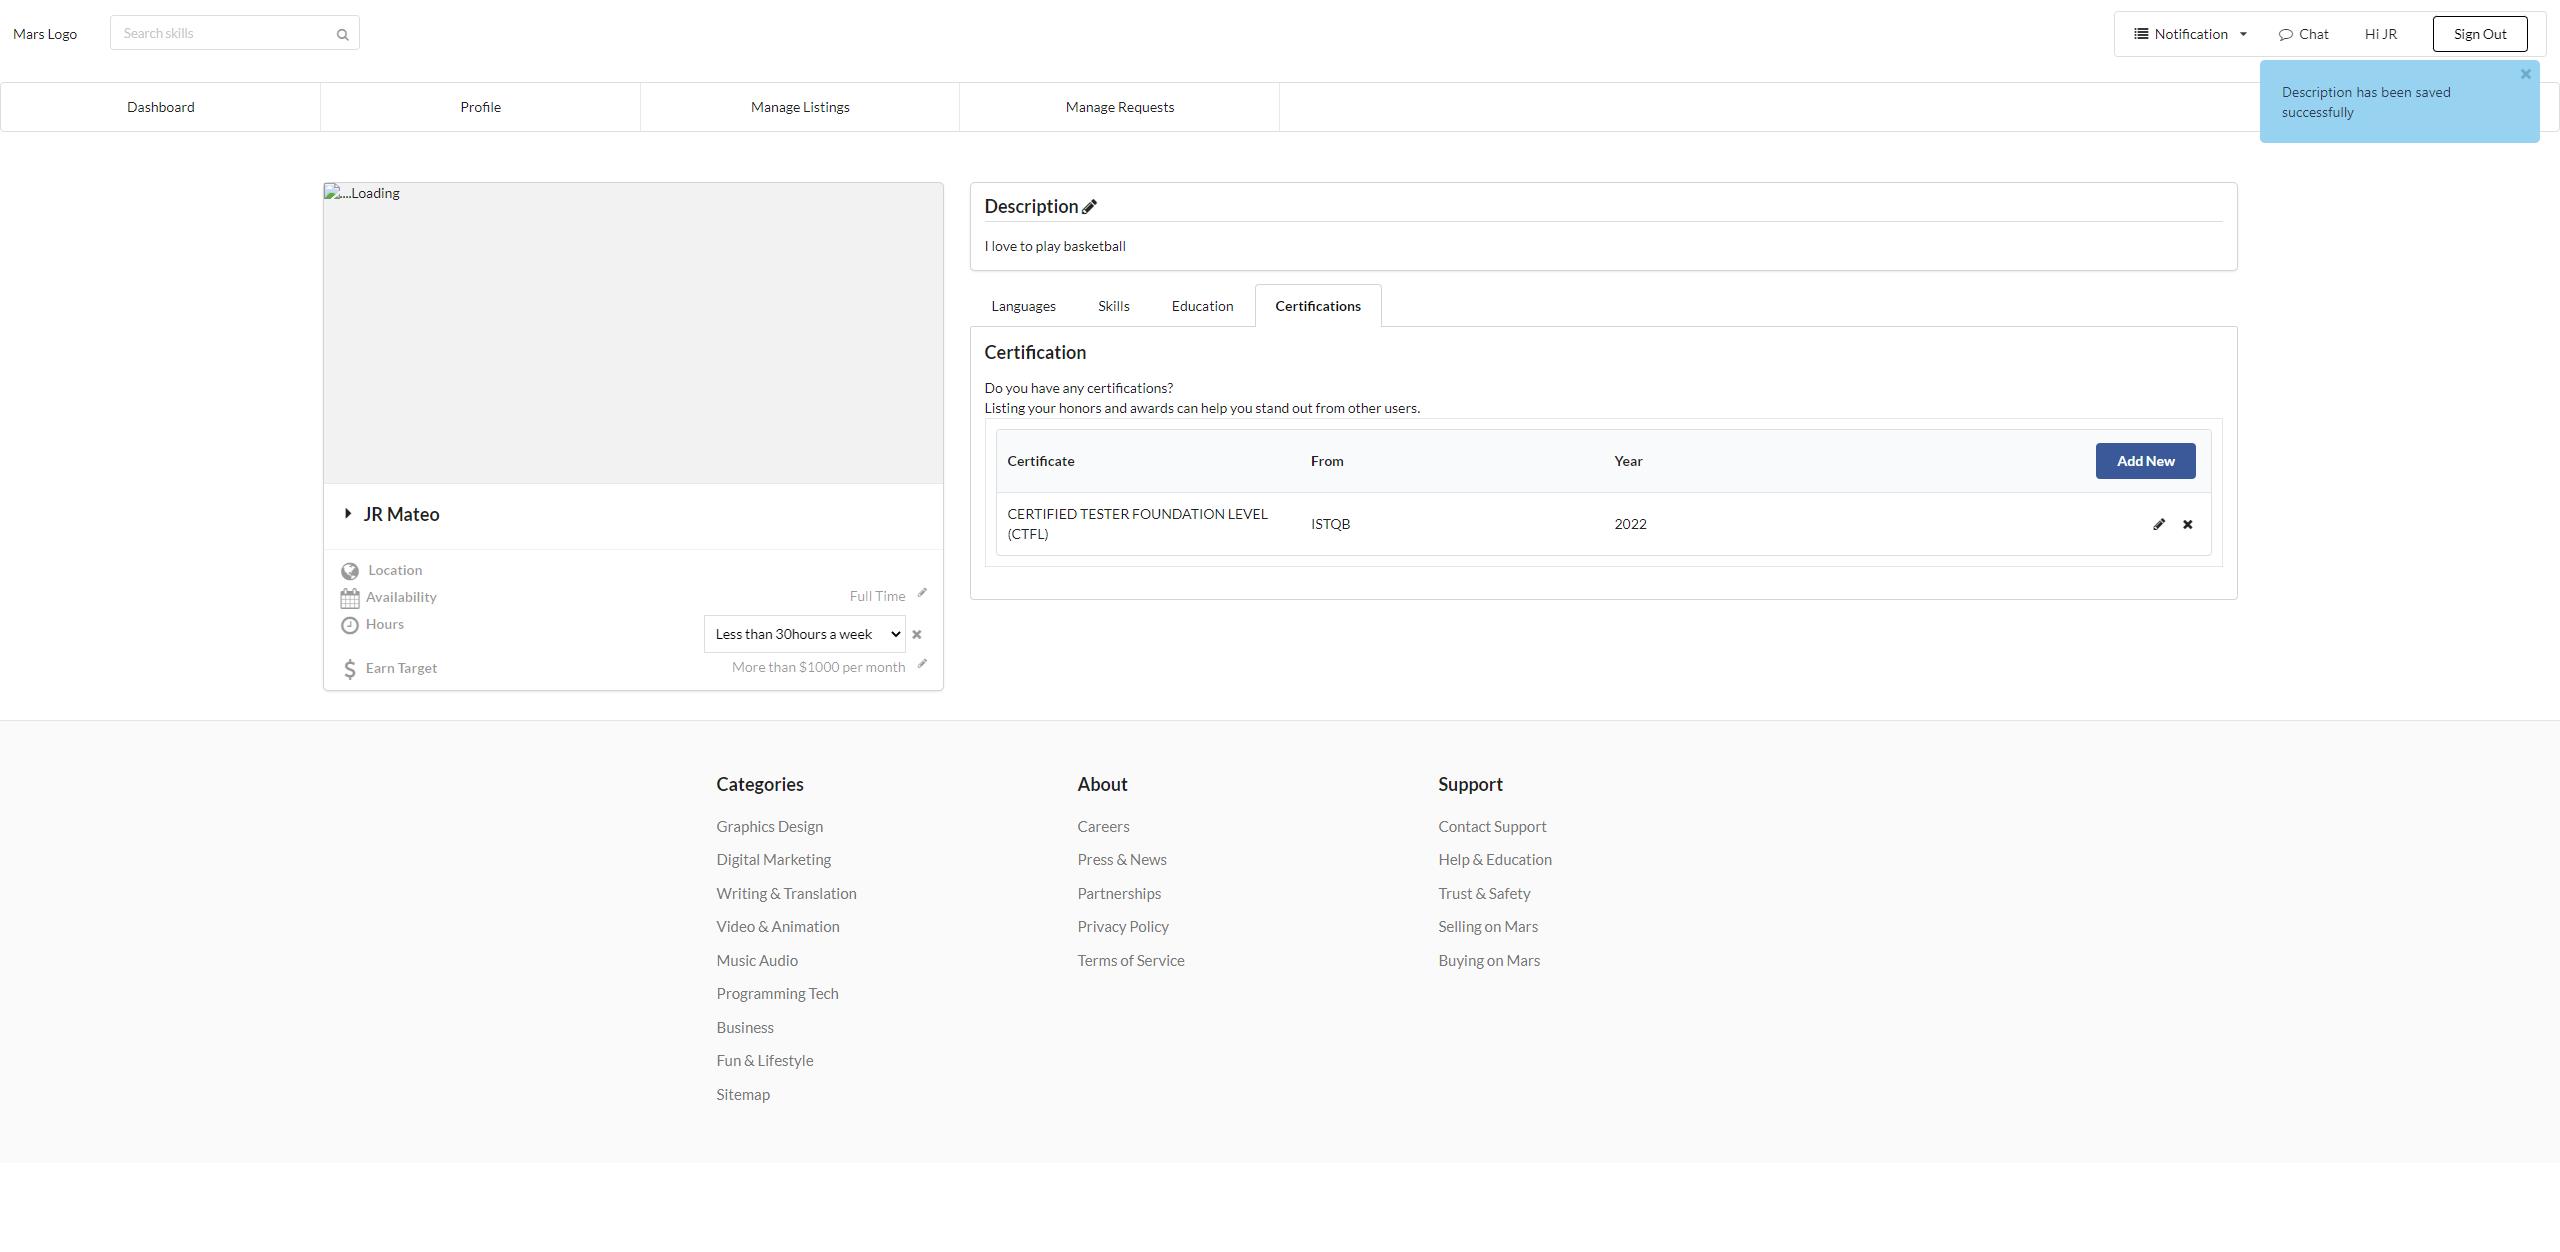 Mars Logo
Search skills
Notification
Chat
Hi JR
Sign Out
Dashboard
Profile
Manage Listings
Manage Requests
Description has been saved
successfully
....Loading
JR Mateo
Location
Availability
Full Time
Hours
Less than 30hours a week
Earn Target
More than $1000 per month
Description
I love to play basketball
Languages
Skills
Education
Certifications
Certification
Do you have any certifications?
Listing your honors and awards can help you stand out from other users.
Certificate
From
Year
Add New
CERTIFIED TESTER FOUNDATION LEVEL
(CTFL)
ISTQB
2022
Categories
Graphics Design
Digital Marketing
Writing & Translation
Video & Animation
Music Audio
Programming Tech
Business
Fun & Lifestyle
Sitemap
About
Careers
Press & News
Partnerships
Privacy Policy
Terms of Service
Support
Contact Support
Help & Education
Trust & Safety
Selling on Mars
Buying on Mars